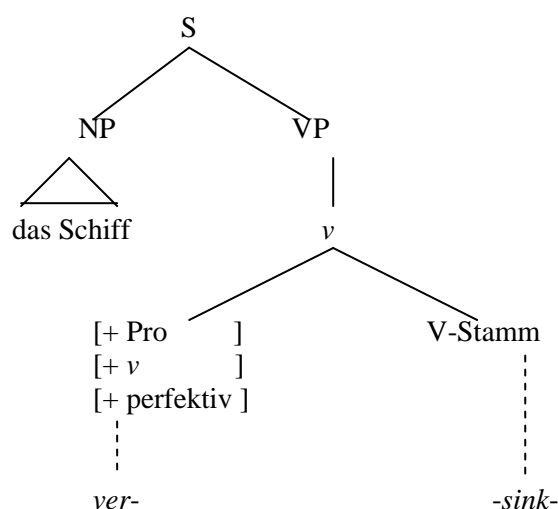 S
NP VP
das Schiff v
[+ Pro ] V-Stamm
[+ v ]
[+ perfektiv ]
ver- -sink-